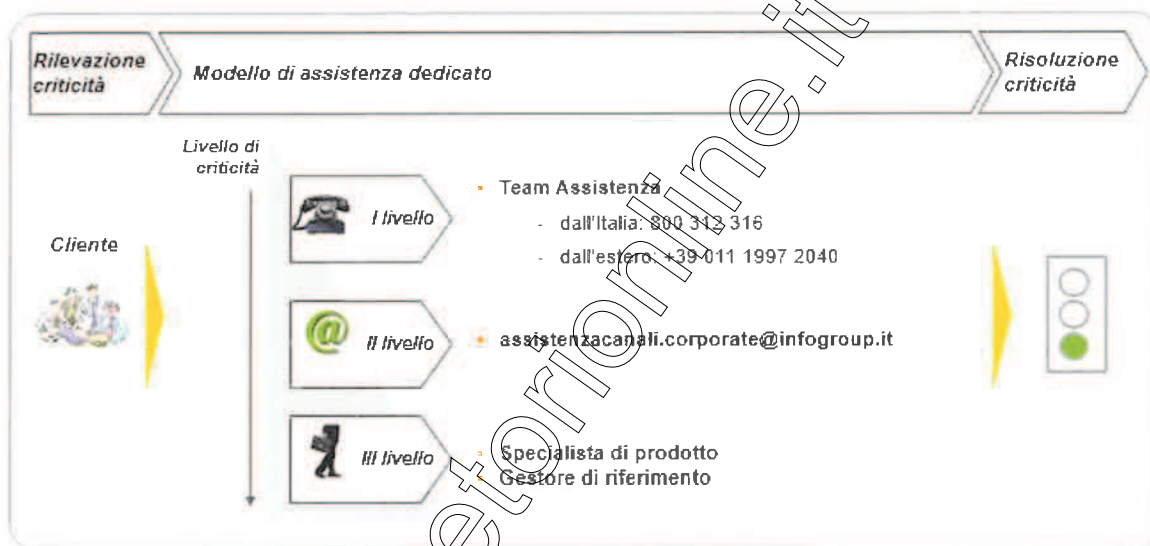 Rilevazione
criticità
Modello di assistenza dedicato
Risoluzione
criticità
Livello di
criticità
Cliente
I livello
Team Assistenza
- dall'Italia: 800 312 316
- dall'estero: +39 011 1997 2040
@
II livello
assistenzacanali.corporate@infogroup.it
III livello
Specialista di prodotto
Gestore di riferimento
etorionline.it